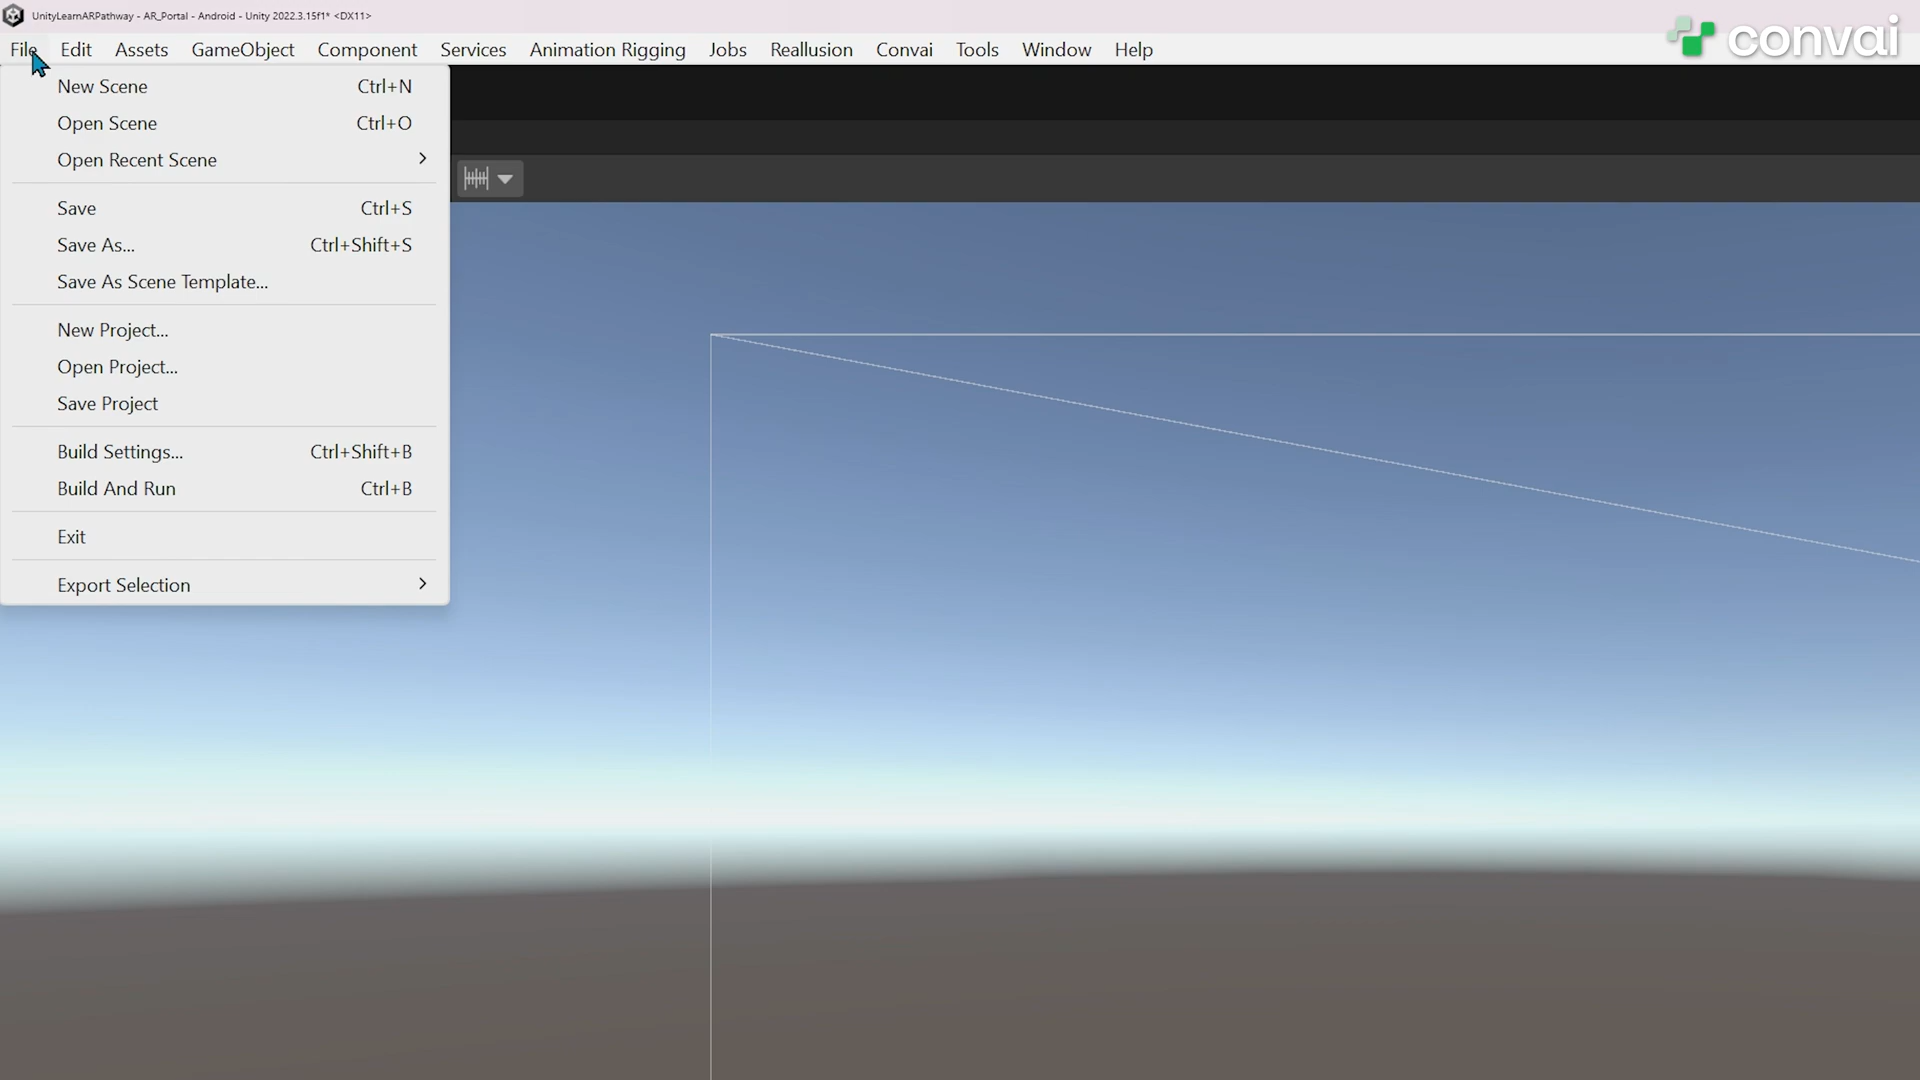 UnityLearnARPathway - AR_Portal - Android - Unity 2022.3.15f1* <DX11>
convai
File Edit Assets GameObject Component Services Animation Rigging Jobs Reallusion Convai Tools Window Help
New Scene Ctrl+N
Open Scene Ctrl+O
Open Recent Scene
Save Ctrl+S
Save As... Ctrl+Shift+S
Save As Scene Template...
New Project...
Open Project...
Save Project
Build Settings... Ctrl+Shift+B
Build And Run Ctrl+B
Exit
Export Selection